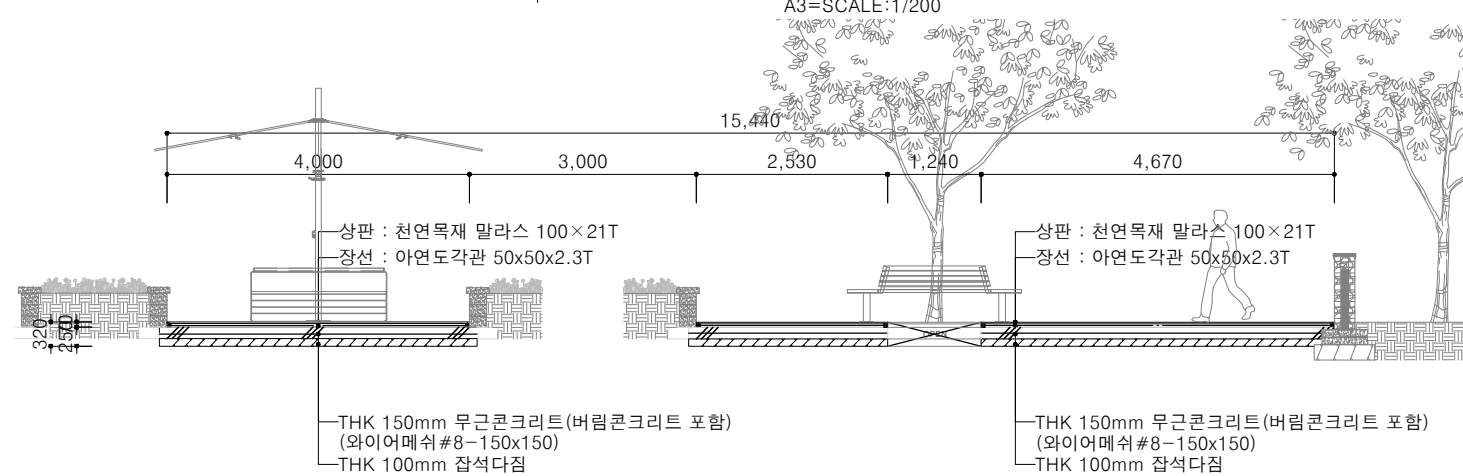 A3=SCALE:1/200
15,440
4,000
3,000
2,530
1,240
4,670
상판 : 천연목재 말라스 100×21T
장선 : 아연도각관 50x50x2.3T
상판 : 천연목재 말라스 100×21T
장선 : 아연도각관 50x50x2.3T
320
250
70
OPEN
THK 150mm 무근콘크리트(버림콘크리트 포함)
(와이어메쉬#8-150x150)
THK 100mm 잡석다짐
THK 150mm 무근콘크리트(버림콘크리트 포함)
(와이어메쉬#8-150x150)
THK 100mm 잡석다짐